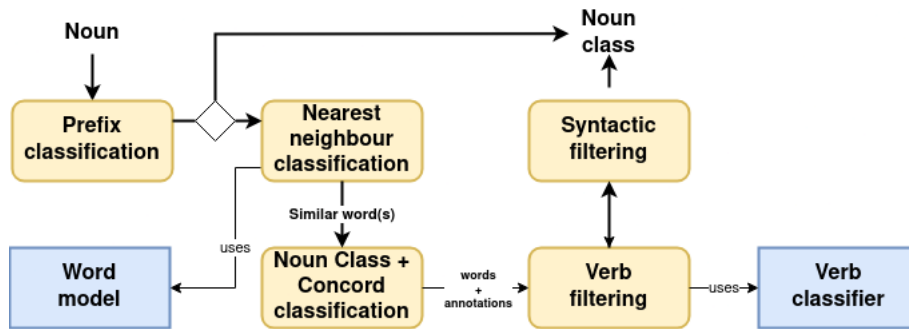 Noun
Noun
class
Prefix
classification
Nearest
neighbour
classification
Syntactic
filtering
Similar word(s)
uses
Word
model
Noun Class +
Concord
classification
words
+
annotations
Verb
filtering
uses
Verb
classifier